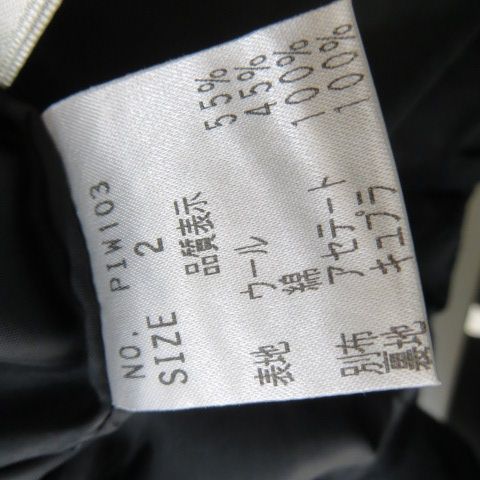 NO. PIW103
SIZE 2
品質表示
表地 ウール 55%
綿 45%
別布 アセテート 100%
裏地 キュプラ 100%